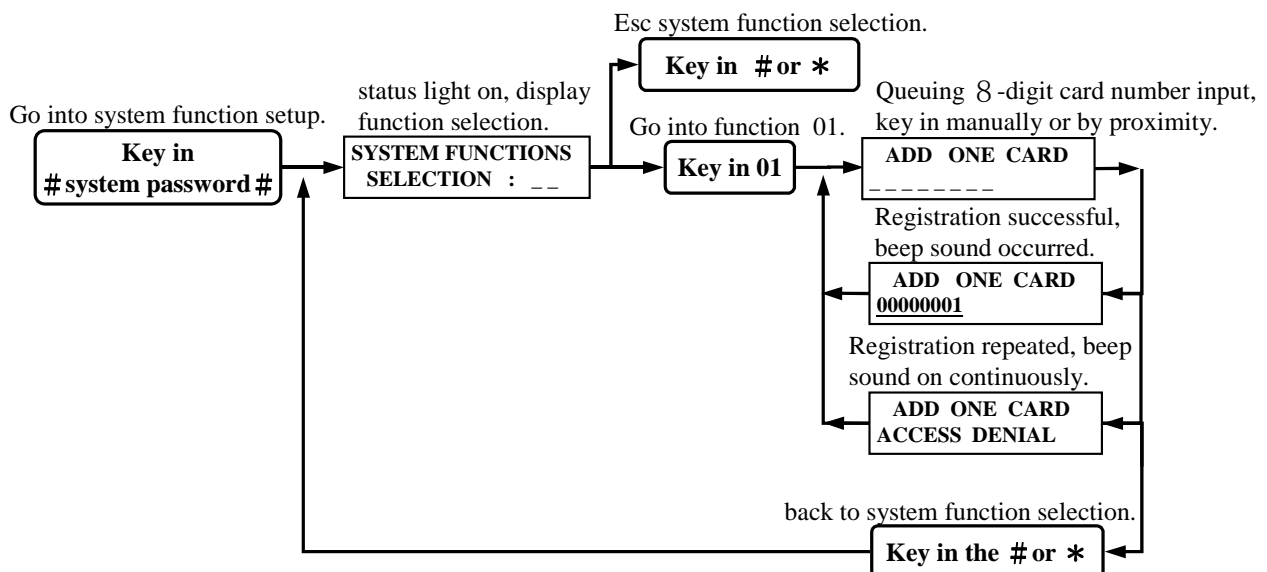 Esc system function selection.
Key in # or *
status light on, display
function selection.
Queuing 8-digit card number input,
key in manually or by proximity.
Go into system function setup.
Go into function 01.
Key in
# system password #
SYSTEM FUNCTIONS
SELECTION : _ _
Key in 01
ADD ONE CARD
_ _ _ _ _ _ _ _
Registration successful,
beep sound occurred.
ADD ONE CARD
00000001
Registration repeated, beep
sound on continuously.
ADD ONE CARD
ACCESS DENIAL
back to system function selection.
Key in the # or *